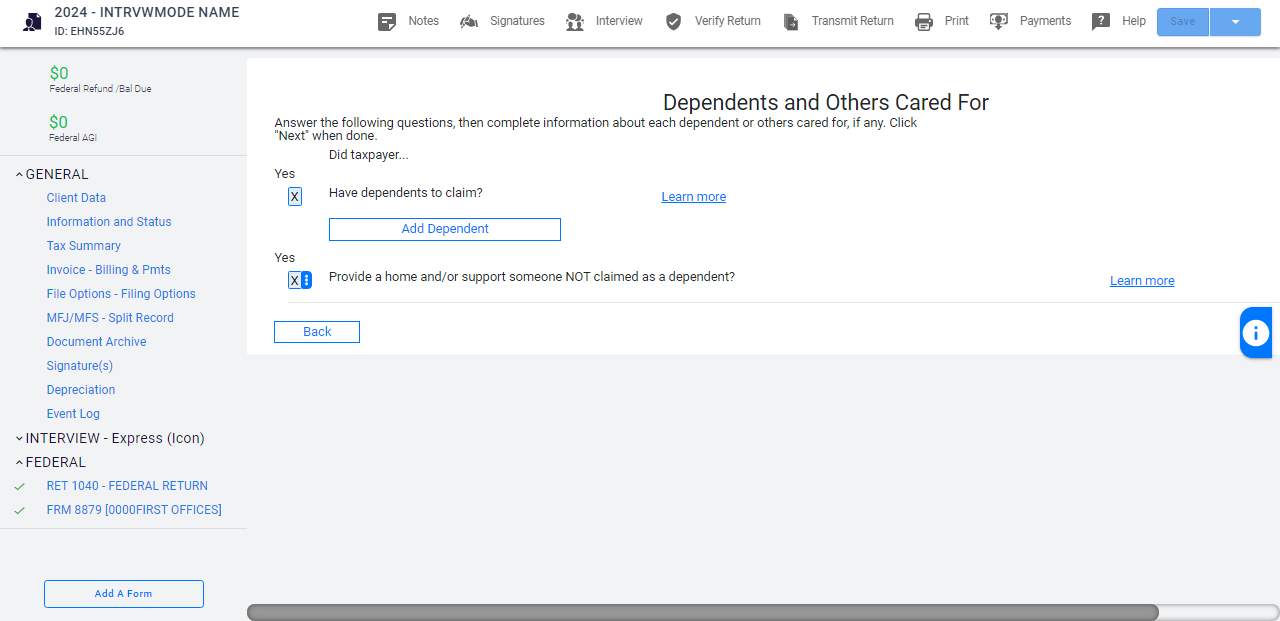 2024 - INTRVWMODE NAME
ID: EHN55ZJ6
Notes
Signatures
Interview
Verify Return
Transmit Return
Print
Payments
Help
Save
$0
Federal Refund /Bal Due
$0
Federal AGI
GENERAL
Client Data
Information and Status
Tax Summary
Invoice - Billing & Pmts
File Options - Filing Options
MFJ/MFS - Split Record
Document Archive
Signature(s)
Depreciation
Event Log
INTERVIEW - Express (Icon)
FEDERAL
RET 1040 - FEDERAL RETURN
FRM 8879 [0000FIRST OFFICES]
Add A Form
Dependents and Others Cared For
Answer the following questions, then complete information about each dependent or others cared for, if any. Click
"Next" when done.
Did taxpayer...
Yes
X Have dependents to claim? Learn more
Add Dependent
Yes
X Provide a home and/or support someone NOT claimed as a dependent? Learn more
Back